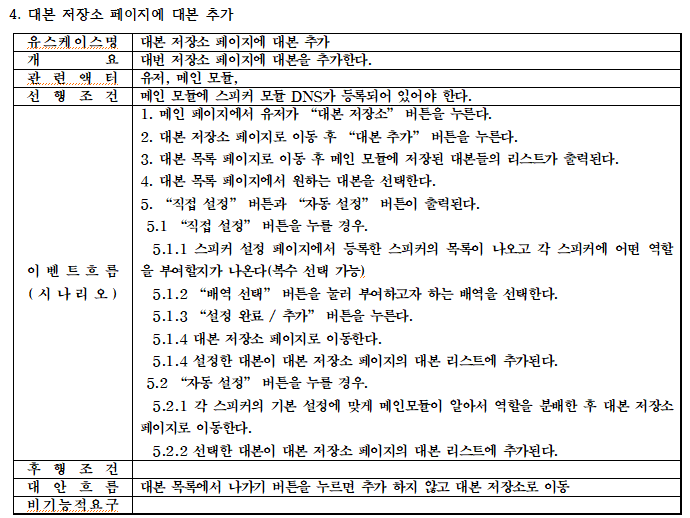 4. 대본 저장소 페이지에 대본 추가
유스케이스명 대본 저장소 페이지에 대본 추가
개 요 대번 저장소 페이지에 대본을 추가한다.
관 련 액 터 유저, 메인 모듈,
선 행 조 건 메인 모듈에 스피커 모듈 DNS가 등록되어 있어야 한다.
1. 메인 페이지에서 유저가 “대본 저장소” 버튼을 누른다.
2. 대본 저장소 페이지로 이동 후 “대본 추가” 버튼을 누른다.
3. 대본 목록 페이지로 이동 후 메인 모듈에 저장된 대본들의 리스트가 출력된다.
4. 대본 목록 페이지에서 원하는 대본을 선택한다.
5. “직접 설정” 버튼과 “자동 설정” 버튼이 출력된다.
5.1 “직접 설정” 버튼을 누를 경우.
5.1.1 스피커 설정 페이지에서 등록한 스피커의 목록이 나오고 각 스피커에 어떤 역할
이 벤 트 흐 름 을 부여할지가 나온다(복수 선택 가능)
( 시 나 리 오 ) 5.1.2 “배역 선택” 버튼을 눌러 부여하고자 하는 배역을 선택한다.
5.1.3 “설정 완료 / 추가” 버튼을 누른다.
5.1.4 대본 저장소 페이지로 이동한다.
5.1.4 설정한 대본이 대본 저장소 페이지의 대본 리스트에 추가된다.
5.2 “자동 설정” 버튼을 누를 경우.
5.2.1 각 스피커의 기본 설정에 맞게 메인모듈이 알아서 역할을 분배한 후 대본 저장소
페이지로 이동한다.
5.2.2 선택한 대본이 대본 저장소 페이지의 대본 리스트에 추가된다.
후 행 조 건
대 안 흐 름 대본 목록에서 나가기 버튼을 누르면 추가 하지 않고 대본 저장소로 이동
비기능적요구